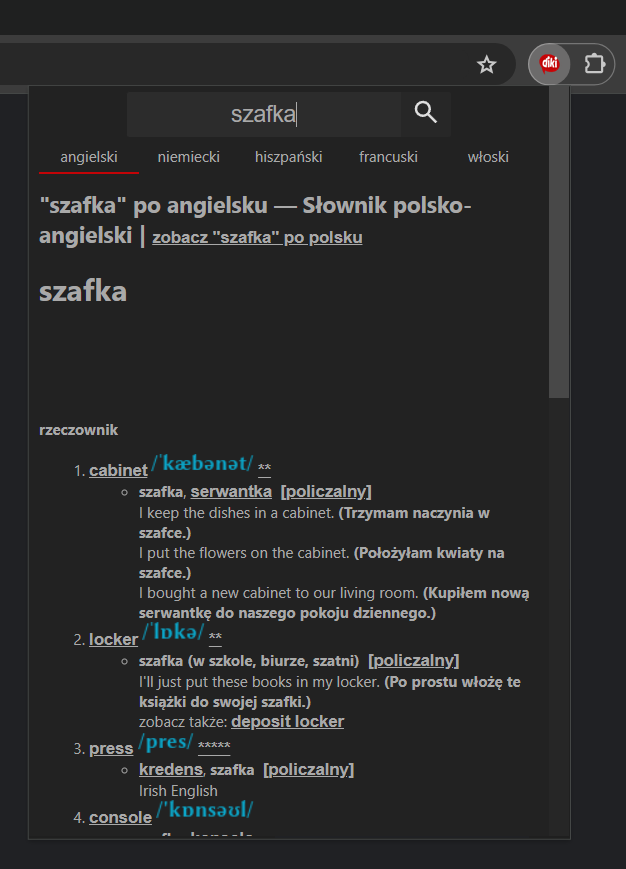 diki
szafka
angielski niemiecki hiszpański francuski włoski
"szafka" po angielsku — Słownik polsko-
angielski | zobacz "szafka" po polsku
szafka
rzeczownik
1. cabinet /ˈkæbənət/ **
szafka, serwantka [policzalny]
I keep the dishes in a cabinet. (Trzymam naczynia w
szafce.)
I put the flowers on the cabinet. (Położyłam kwiaty na
szafce.)
I bought a new cabinet to our living room. (Kupiłem nową
serwantkę do naszego pokoju dziennego.)
2. locker /ˈlɒkə/ **
szafka (w szkole, biurze, szatni) [policzalny]
I'll just put these books in my locker. (Po prostu włożę te
książki do swojej szafki.)
zobacz także: deposit locker
3. press /pres/ *****
kredens, szafka [policzalny]
Irish English
4. console /ˈkɒnsəʊl/